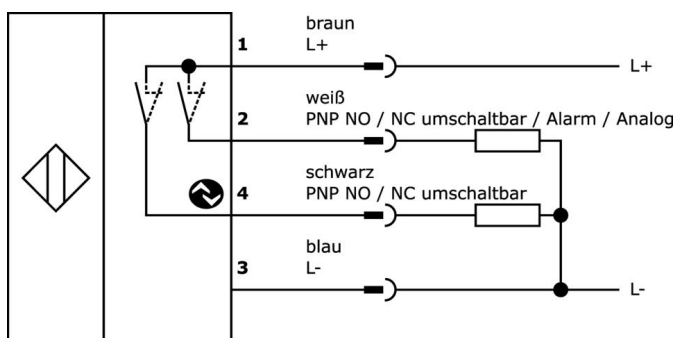 braun
1 L+
L+
weiß
2 PNP NO / NC umschaltbar / Alarm / Analog
schwarz
4 PNP NO / NC umschaltbar
blau
3 L-
L-